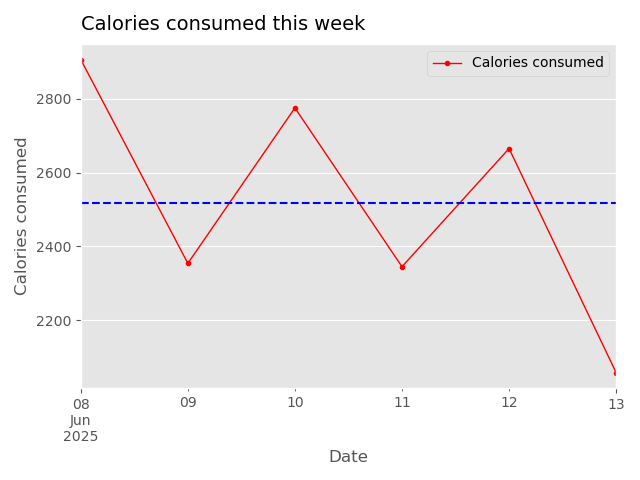 Calories consumed this week
Calories consumed
2800
2600
2400
2200
Calories consumed
08
Jun
2025
09
10
11
12
13
Date